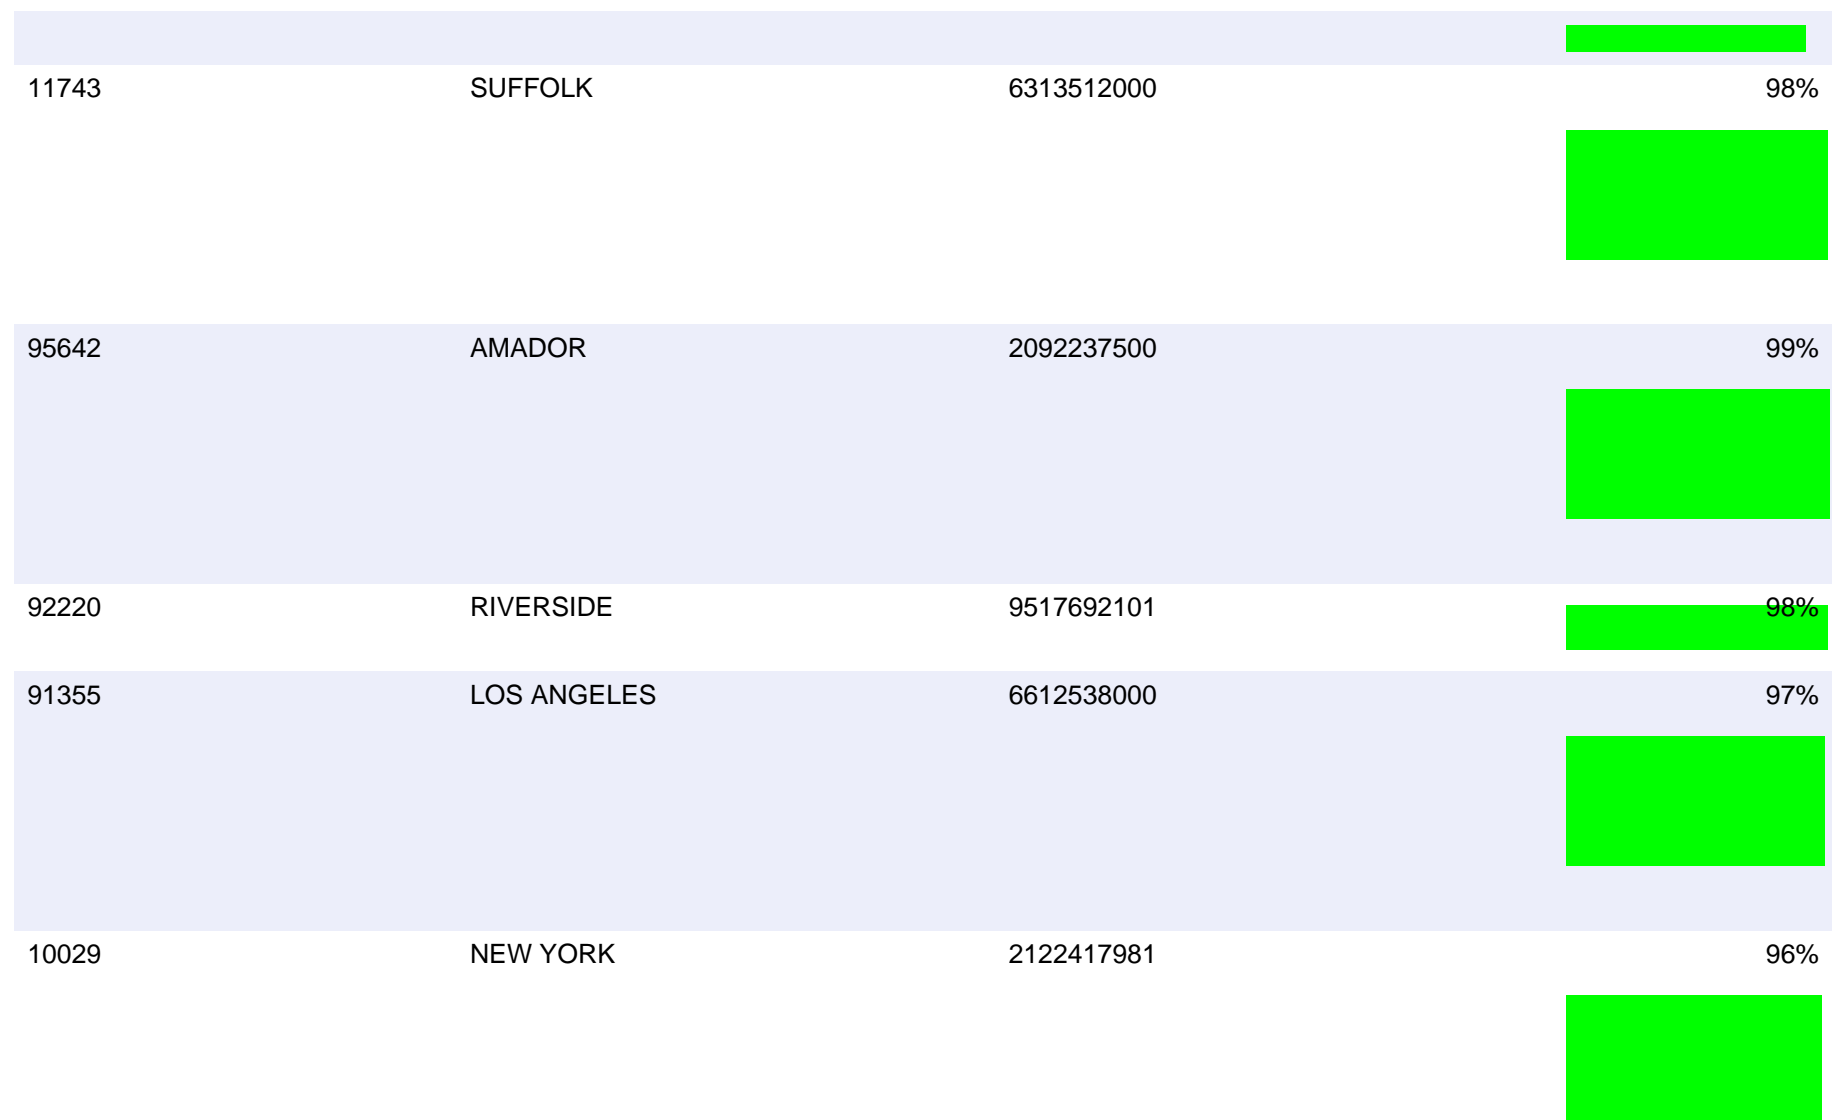 11743 SUFFOLK 6313512000 98%
95642 AMADOR 2092237500 99%
92220 RIVERSIDE 9517692101 98%
91355 LOS ANGELES 6612538000 97%
10029 NEW YORK 2122417981 96%